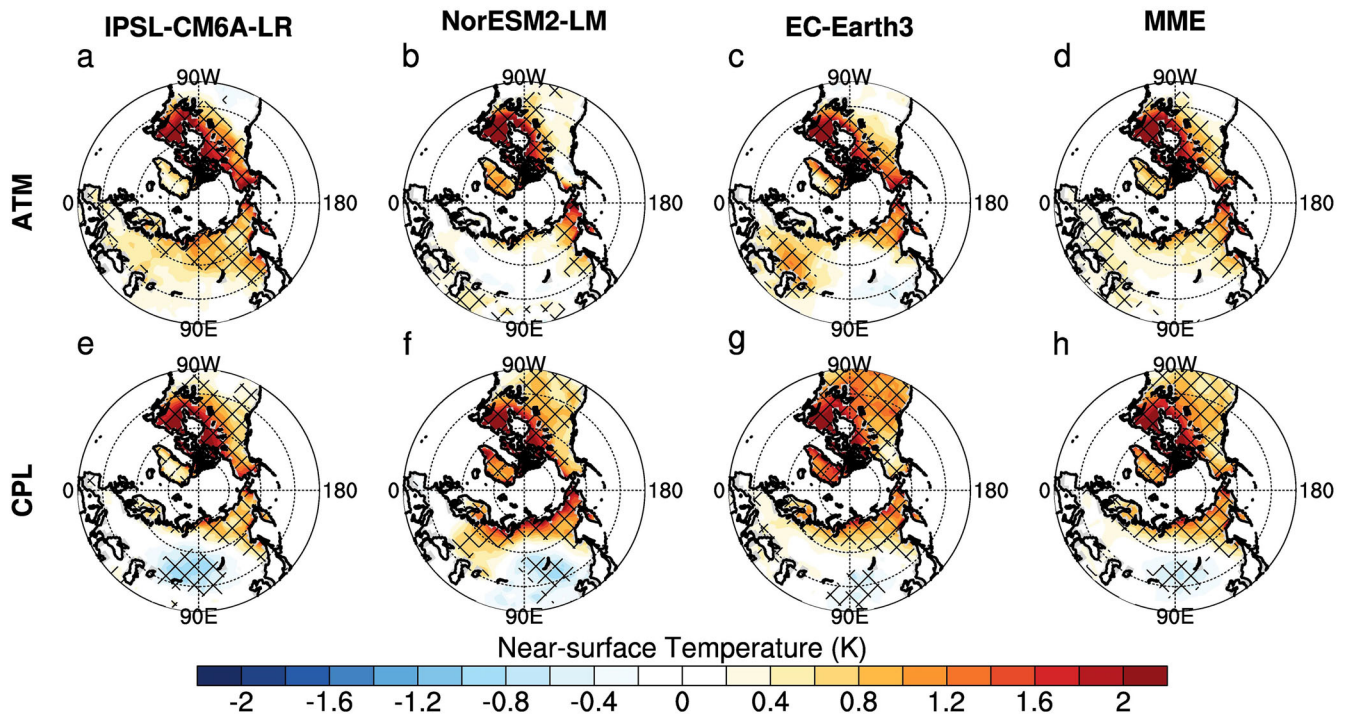 IPSL-CM6A-LR NorESM2-LM EC-Earth3 MME
a b c d
90W 90W 90W 90W
ATM
0 180 0 180 0 180 0 180
90E 90E 90E 90E
e f g h
90W 90W 90W 90W
CPL
0 180 0 180 0 180 0 180
90E 90E 90E 90E
Near-surface Temperature (K)
-2 -1.6 -1.2 -0.8 -0.4 0 0.4 0.8 1.2 1.6 2